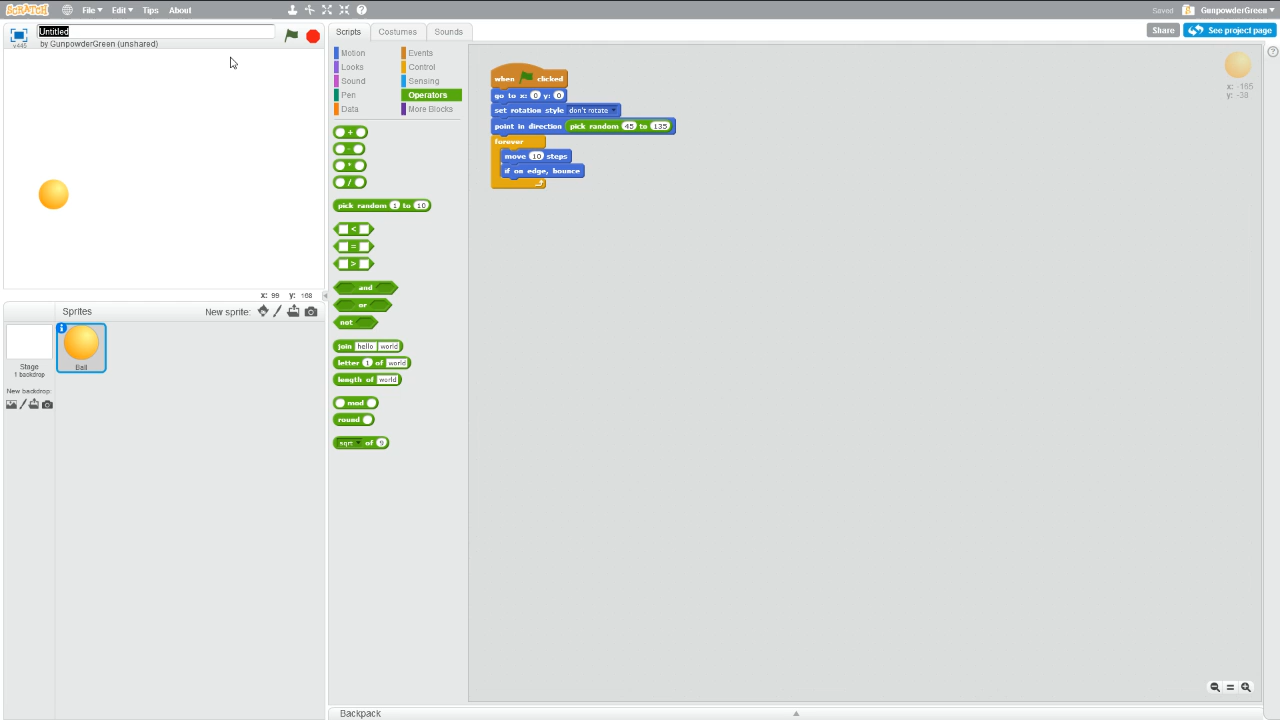 SCRATCH File Edit Tips About Saved GunpowderGreen
Untitled
v445 by GunpowderGreen (unshared)
Scripts Costumes Sounds
Share See project page
Motion Events
Looks Control
Sound Sensing
Pen Operators
Data More Blocks
+
-
*
/
pick random 1 to 10
<
=
>
and
or
not
join hello world
letter 1 of world
length of world
mod
round
sqrt of 9
when clicked
go to x: 0 y: 0
set rotation style don't rotate
point in direction pick random 45 to 135
forever
move 10 steps
if on edge, bounce
x: -165
y: -38
x: 99 y: 168
Sprites New sprite:
Stage
1 backdrop
New backdrop:
Ball
Backpack